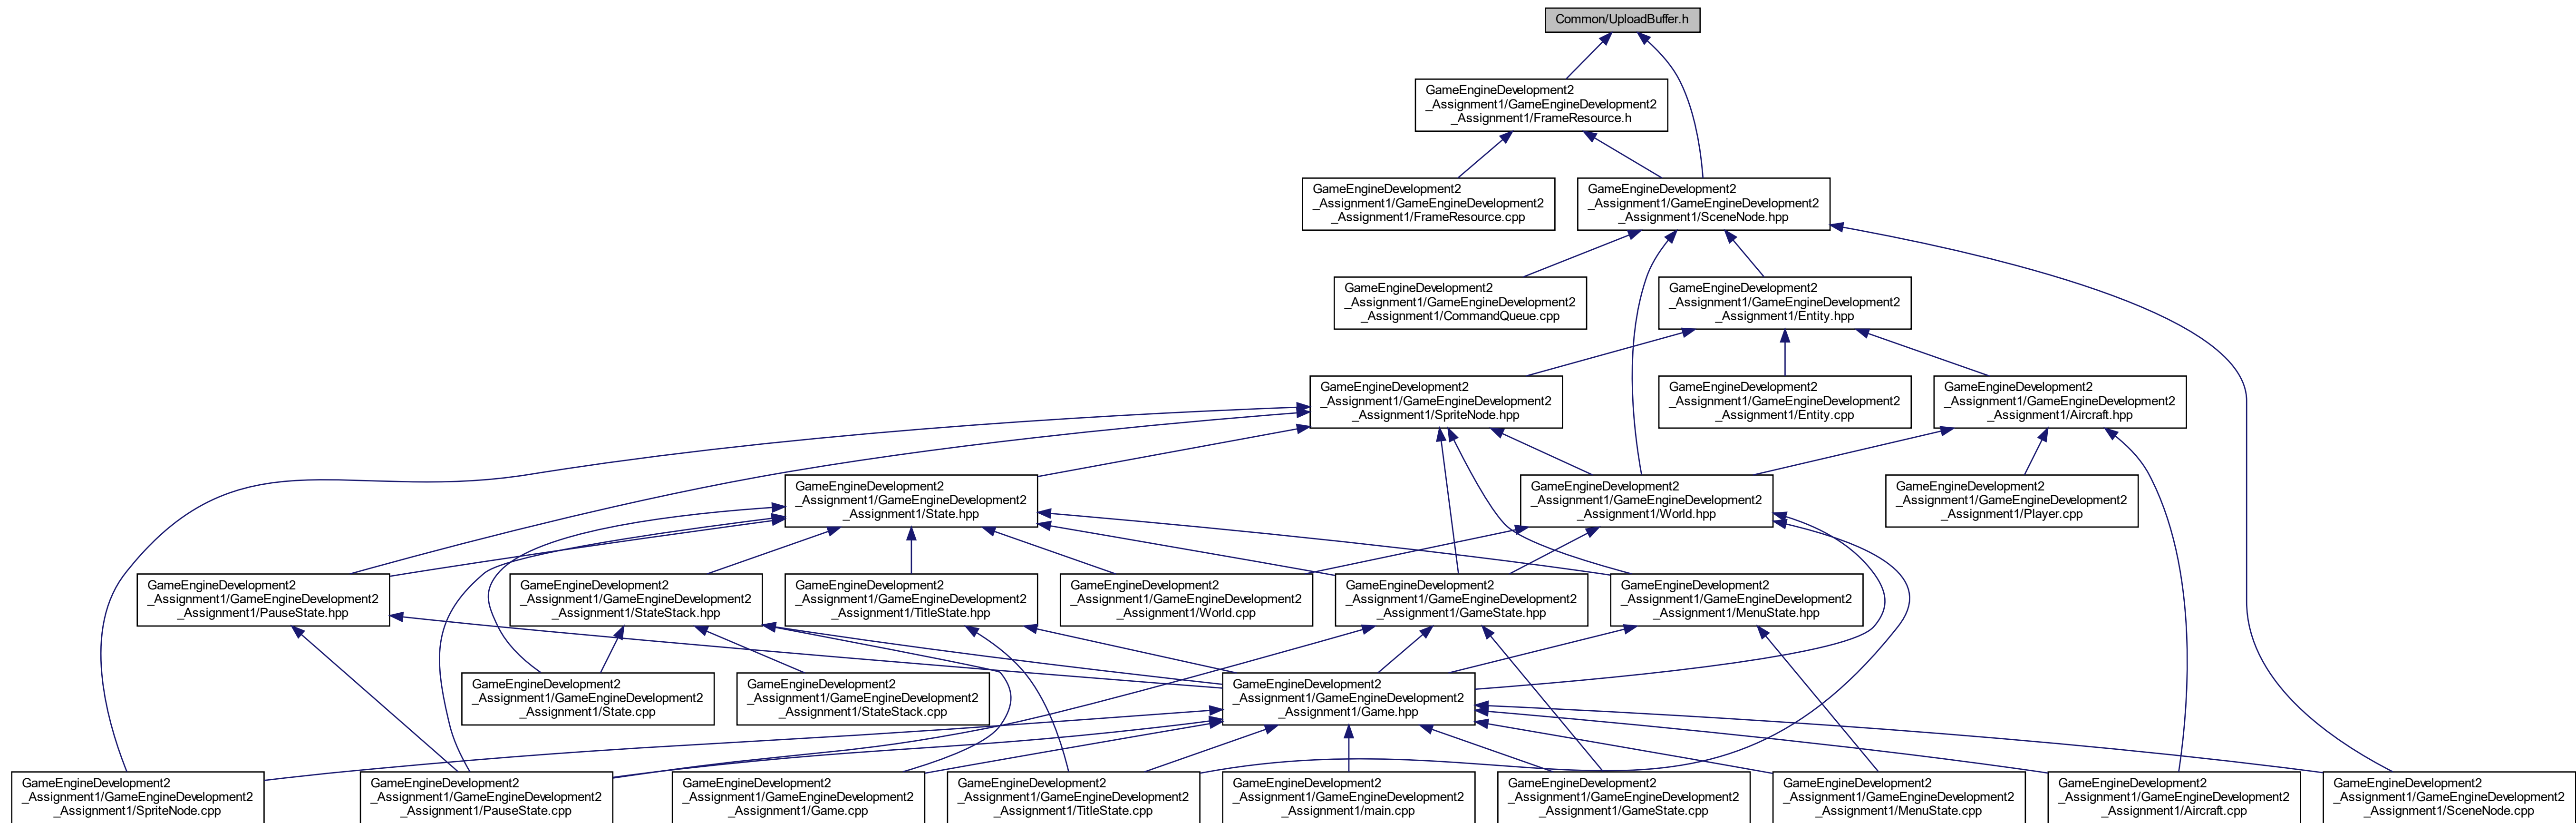 Common/UploadBuffer.h
GameEngineDevelopment2
_Assignment1/GameEngineDevelopment2
_Assignment1/FrameResource.h
GameEngineDevelopment2
_Assignment1/GameEngineDevelopment2
_Assignment1/FrameResource.cpp
GameEngineDevelopment2
_Assignment1/GameEngineDevelopment2
_Assignment1/SceneNode.hpp
GameEngineDevelopment2
_Assignment1/GameEngineDevelopment2
_Assignment1/CommandQueue.cpp
GameEngineDevelopment2
_Assignment1/GameEngineDevelopment2
_Assignment1/Entity.hpp
GameEngineDevelopment2
_Assignment1/GameEngineDevelopment2
_Assignment1/SpriteNode.hpp
GameEngineDevelopment2
_Assignment1/GameEngineDevelopment2
_Assignment1/Entity.cpp
GameEngineDevelopment2
_Assignment1/GameEngineDevelopment2
_Assignment1/Aircraft.hpp
GameEngineDevelopment2
_Assignment1/GameEngineDevelopment2
_Assignment1/State.hpp
GameEngineDevelopment2
_Assignment1/GameEngineDevelopment2
_Assignment1/World.hpp
GameEngineDevelopment2
_Assignment1/GameEngineDevelopment2
_Assignment1/Player.cpp
GameEngineDevelopment2
_Assignment1/GameEngineDevelopment2
_Assignment1/PauseState.hpp
GameEngineDevelopment2
_Assignment1/GameEngineDevelopment2
_Assignment1/StateStack.hpp
GameEngineDevelopment2
_Assignment1/GameEngineDevelopment2
_Assignment1/TitleState.hpp
GameEngineDevelopment2
_Assignment1/GameEngineDevelopment2
_Assignment1/World.cpp
GameEngineDevelopment2
_Assignment1/GameEngineDevelopment2
_Assignment1/GameState.hpp
GameEngineDevelopment2
_Assignment1/GameEngineDevelopment2
_Assignment1/MenuState.hpp
GameEngineDevelopment2
_Assignment1/GameEngineDevelopment2
_Assignment1/State.cpp
GameEngineDevelopment2
_Assignment1/GameEngineDevelopment2
_Assignment1/StateStack.cpp
GameEngineDevelopment2
_Assignment1/GameEngineDevelopment2
_Assignment1/Game.hpp
GameEngineDevelopment2
_Assignment1/GameEngineDevelopment2
_Assignment1/SpriteNode.cpp
GameEngineDevelopment2
_Assignment1/GameEngineDevelopment2
_Assignment1/PauseState.cpp
GameEngineDevelopment2
_Assignment1/GameEngineDevelopment2
_Assignment1/Game.cpp
GameEngineDevelopment2
_Assignment1/GameEngineDevelopment2
_Assignment1/TitleState.cpp
GameEngineDevelopment2
_Assignment1/GameEngineDevelopment2
_Assignment1/main.cpp
GameEngineDevelopment2
_Assignment1/GameEngineDevelopment2
_Assignment1/GameState.cpp
GameEngineDevelopment2
_Assignment1/GameEngineDevelopment2
_Assignment1/MenuState.cpp
GameEngineDevelopment2
_Assignment1/GameEngineDevelopment2
_Assignment1/Aircraft.cpp
GameEngineDevelopment2
_Assignment1/GameEngineDevelopment2
_Assignment1/SceneNode.cpp